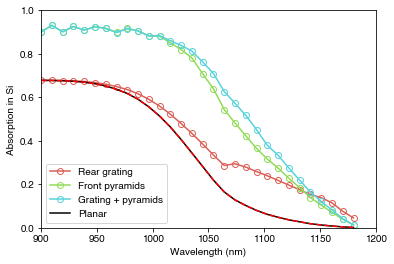 1.0
0.8
0.6
0.4
0.2
0.0
Absorption in Si
Rear grating
Front pyramids
Grating + pyramids
Planar
900
950
1000
1050
1100
1150
1200
Wavelength (nm)